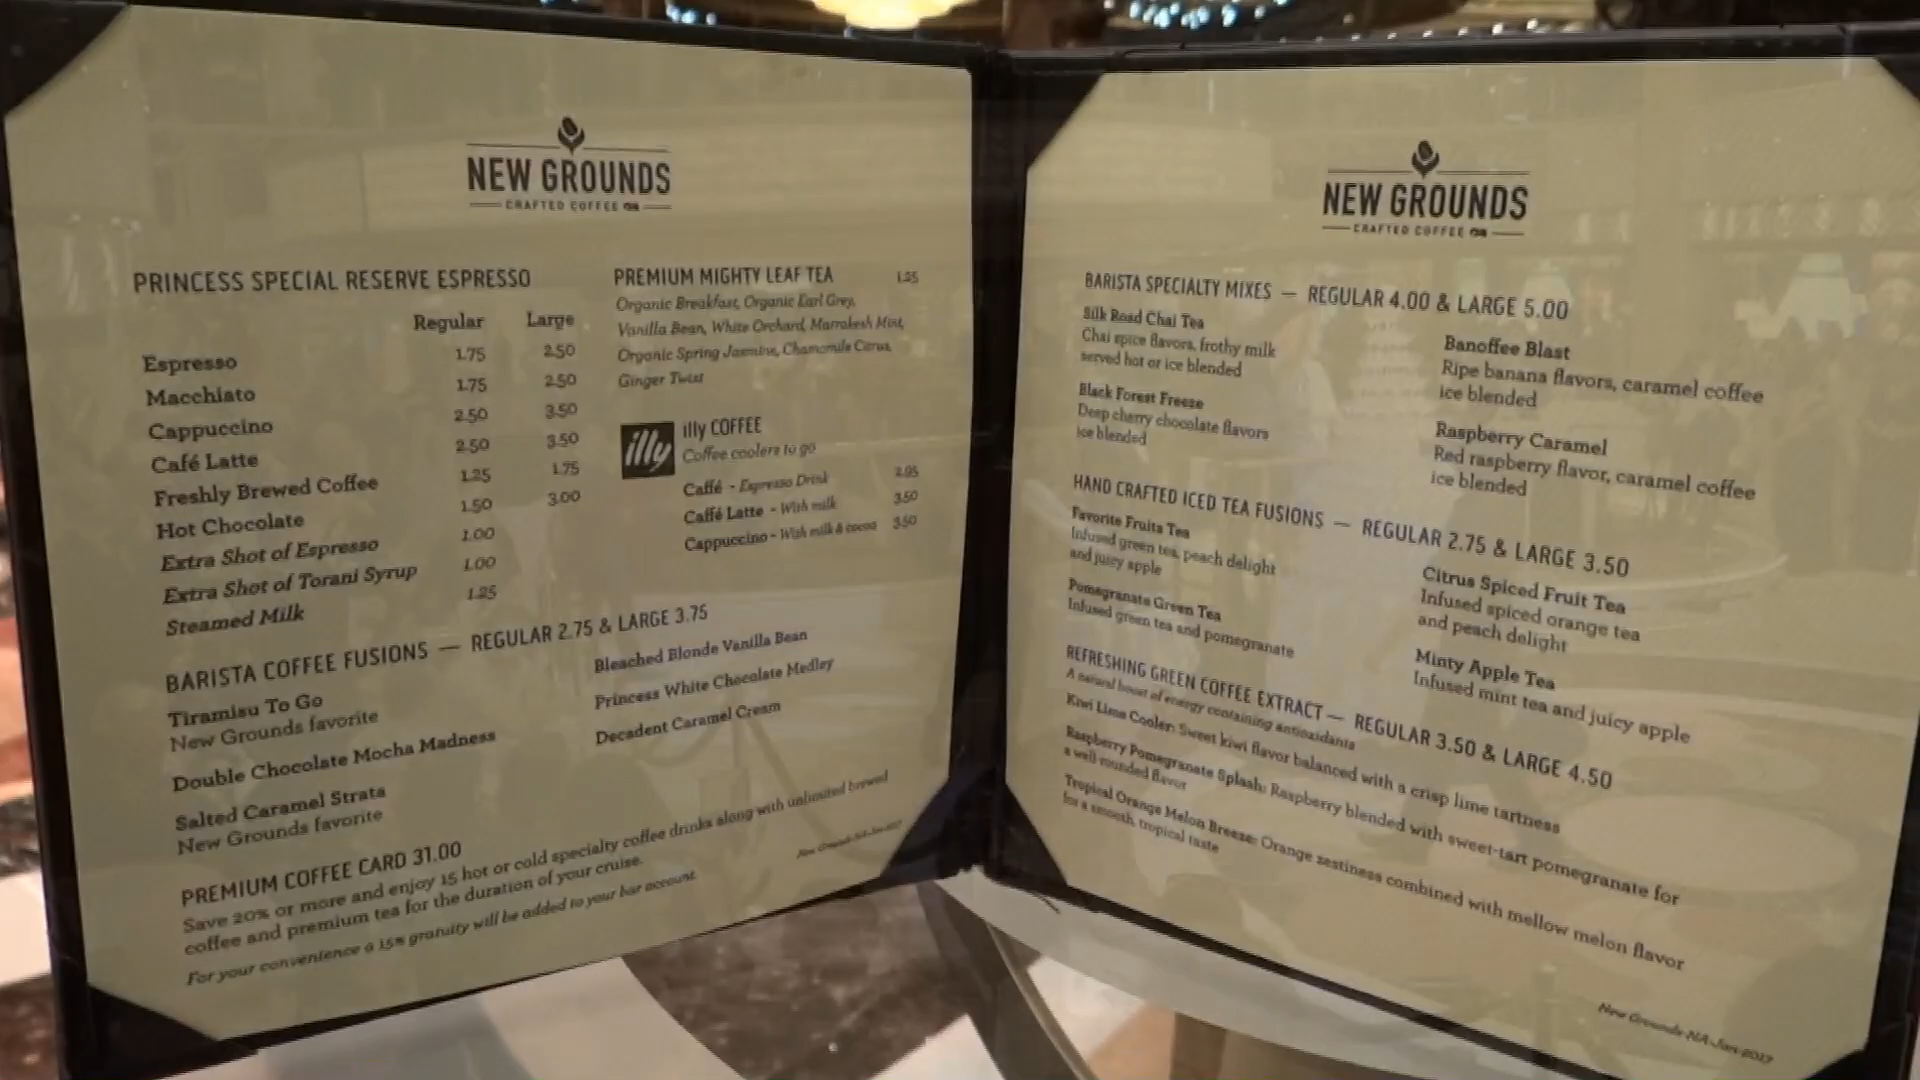 NEW GROUNDS
CRAFTED COFFEE
PRINCESS SPECIAL RESERVE ESPRESSO
Regular Large
Espresso 1.75 2.50
Macchiato 1.75 2.50
Cappuccino 2.50 3.50
Café Latte 2.50 3.50
Freshly Brewed Coffee 1.25 1.75
Hot Chocolate 1.50 3.00
Extra Shot of Espresso 1.00
Extra Shot of Torani Syrup 1.00
Steamed Milk 1.25
PREMIUM MIGHTY LEAF TEA 1.25
Organic Breakfast, Organic Earl Grey,
Vanilla Bean, White Orchard, Marrakesh Mint,
Organic Spring Jasmine, Chamomile Citrus,
Ginger Twist
illy
illy COFFEE
Coffee coolers to go
Caffé - Espresso Drink 2.95
Caffé Latte - With milk 3.50
Cappuccino - With milk & cocoa 3.50
BARISTA COFFEE FUSIONS — REGULAR 2.75 & LARGE 3.75
Tiramisu To Go
New Grounds favorite
Double Chocolate Mocha Madness
Salted Caramel Strata
New Grounds favorite
Bleached Blonde Vanilla Bean
Princess White Chocolate Medley
Decadent Caramel Cream
PREMIUM COFFEE CARD 31.00
Save 20% or more and enjoy 15 hot or cold specialty coffee drinks along with unlimited brewed
coffee and premium tea for the duration of your cruise.
For your convenience a 15% gratuity will be added to your bar account.
New Grounds-NA-Jan-2017
NEW GROUNDS
CRAFTED COFFEE
BARISTA SPECIALTY MIXES — REGULAR 4.00 & LARGE 5.00
Silk Road Chai Tea
Chai spice flavors, frothy milk
served hot or ice blended
Black Forest Freeze
Deep cherry chocolate flavors
ice blended
Banoffee Blast
Ripe banana flavors, caramel coffee
ice blended
Raspberry Caramel
Red raspberry flavor, caramel coffee
ice blended
HAND CRAFTED ICED TEA FUSIONS — REGULAR 2.75 & LARGE 3.50
Favorite Fruits Tea
Infused green tea, peach delight
and juicy apple
Pomegranate Green Tea
Infused green tea and pomegranate
Citrus Spiced Fruit Tea
Infused spiced orange tea
and peach delight
Minty Apple Tea
Infused mint tea and juicy apple
REFRESHING GREEN COFFEE EXTRACT — REGULAR 3.50 & LARGE 4.50
A natural boost of energy containing antioxidants
Kiwi Lime Cooler: Sweet kiwi flavor balanced with a crisp lime tartness
Raspberry Pomegranate Splash: Raspberry blended with sweet-tart pomegranate for
a well rounded flavor
Tropical Orange Melon Breeze: Orange zestiness combined with mellow melon flavor
for a smooth, tropical taste
New Grounds-NA-Jan-2017